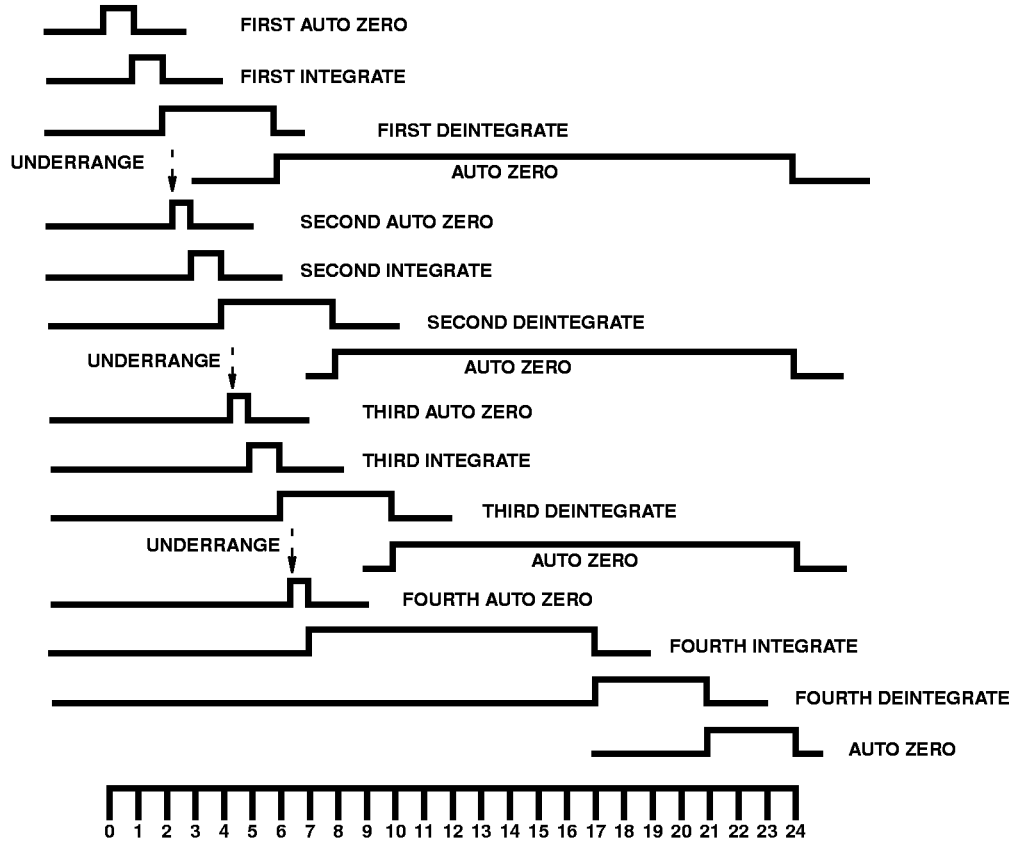 FIRST AUTO ZERO
FIRST INTEGRATE
FIRST DEINTEGRATE
UNDERRANGE
AUTO ZERO
SECOND AUTO ZERO
SECOND INTEGRATE
SECOND DEINTEGRATE
UNDERRANGE
AUTO ZERO
THIRD AUTO ZERO
THIRD INTEGRATE
THIRD DEINTEGRATE
UNDERRANGE
AUTO ZERO
FOURTH AUTO ZERO
FOURTH INTEGRATE
FOURTH DEINTEGRATE
AUTO ZERO
0 1 2 3 4 5 6 7 8 9 10 11 12 13 14 15 16 17 18 19 20 21 22 23 24